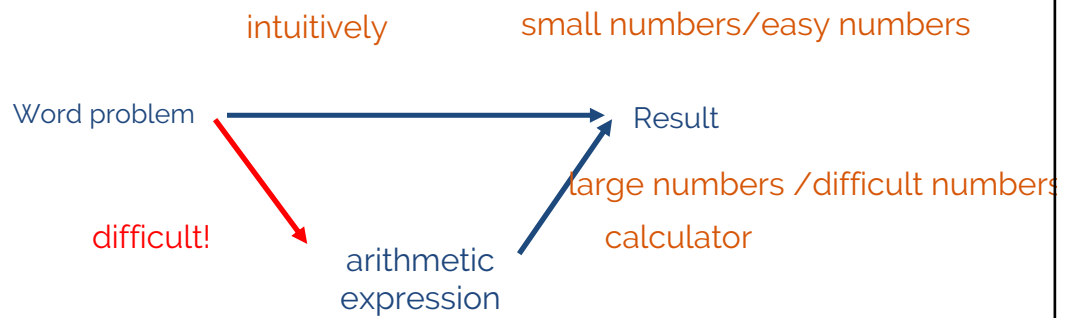 intuitively
small numbers/easy numbers
Word problem
Result
large numbers /difficult numbers
difficult!
calculator
arithmetic
expression